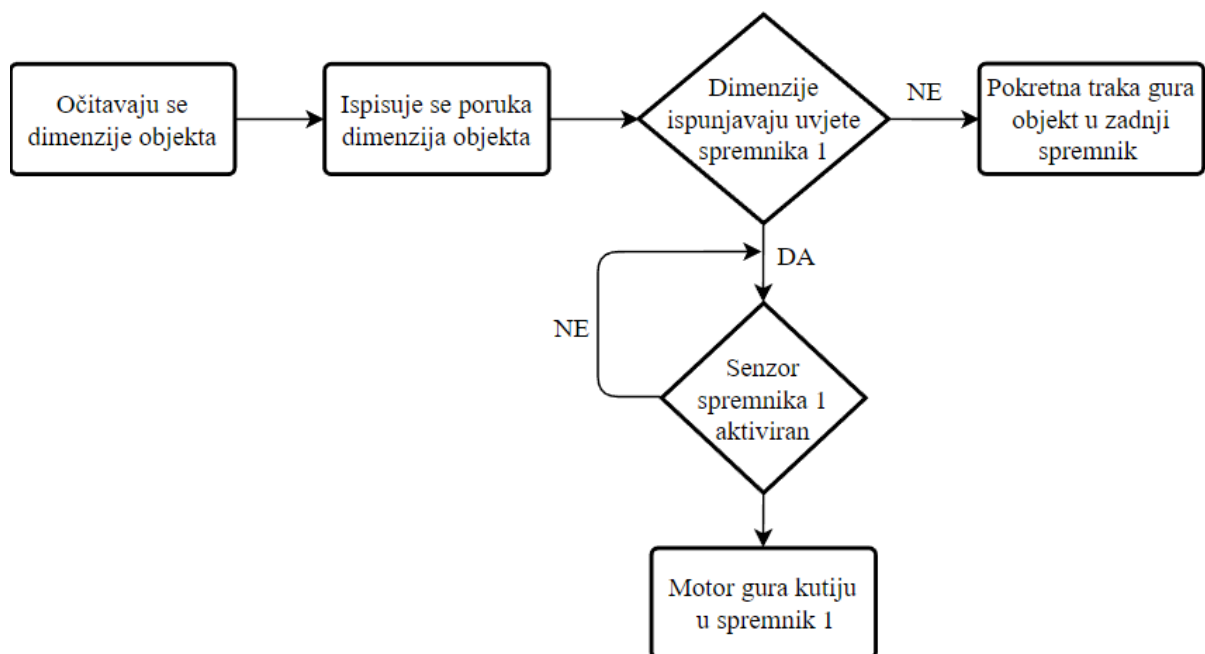 Očitavaju se
dimenzije objekta
Ispisuje se poruka
dimenzija objekta
Dimenzije
ispunjavaju uvjete
spremnika 1
NE
Pokretna traka gura
objekt u zadnji
spremnik
DA
NE
Senzor
spremnika 1
aktiviran
Motor gura kutiju
u spremnik 1